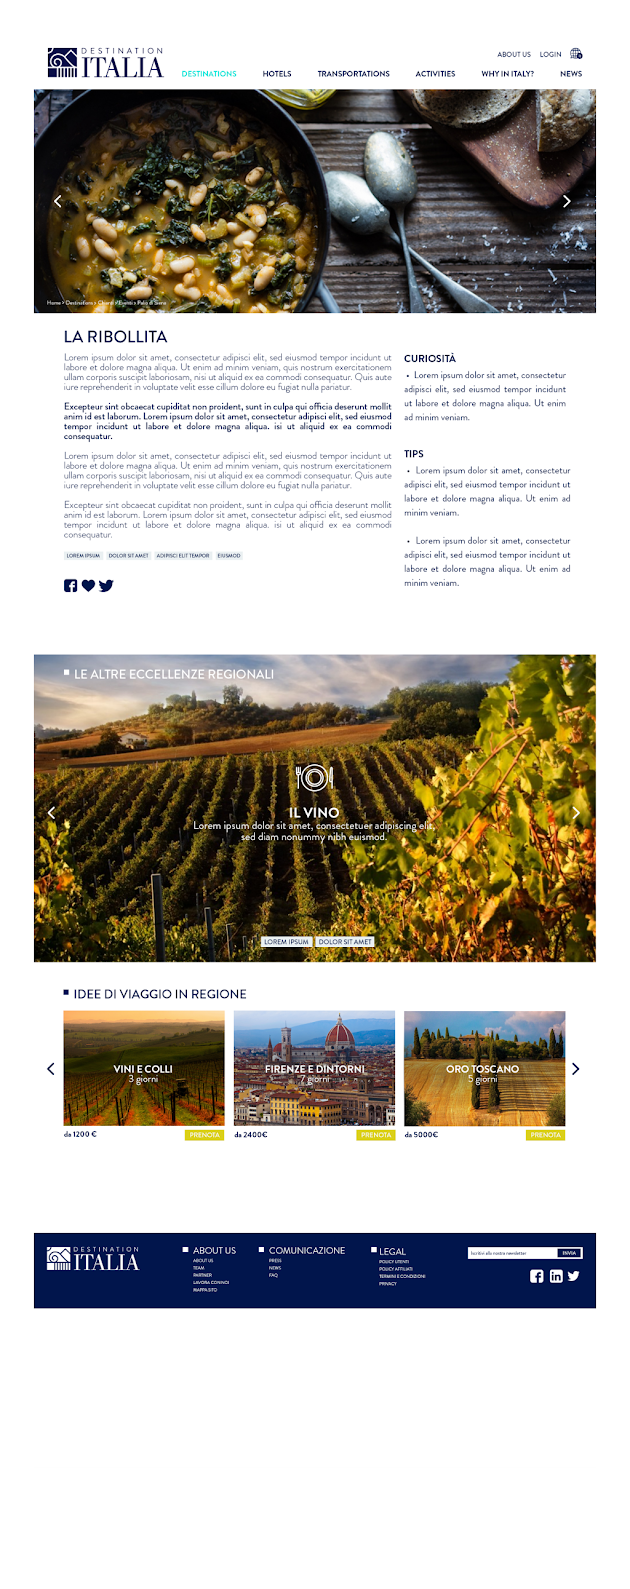 DESTINATION
ITALIA
ABOUT US LOGIN
DESTINATIONS HOTELS TRANSPORTATIONS ACTIVITIES WHY IN ITALY? NEWS
Home > Destinations > Chianti > Eventi > Palio di Siena
LA RIBOLLITA
Lorem ipsum dolor sit amet, consectetur adipisci elit, sed eiusmod tempor incidunt ut
labore et dolore magna aliqua. Ut enim ad minim veniam, quis nostrum exercitationem
ullam corporis suscipit laboriosam, nisi ut aliquid ex ea commodi consequatur. Quis aute
iure reprehenderit in voluptate velit esse cillum dolore eu fugiat nulla pariatur.
Excepteur sint obcaecat cupiditat non proident, sunt in culpa qui officia deserunt mollit
anim id est laborum. Lorem ipsum dolor sit amet, consectetur adipisci elit, sed eiusmod
tempor incidunt ut labore et dolore magna aliqua. isi ut aliquid ex ea commodi
consequatur.
Lorem ipsum dolor sit amet, consectetur adipisci elit, sed eiusmod tempor incidunt ut
labore et dolore magna aliqua. Ut enim ad minim veniam, quis nostrum exercitationem
ullam corporis suscipit laboriosam, nisi ut aliquid ex ea commodi consequatur. Quis aute
iure reprehenderit in voluptate velit esse cillum dolore eu fugiat nulla pariatur.
Excepteur sint obcaecat cupiditat non proident, sunt in culpa qui officia deserunt mollit
anim id est laborum. Lorem ipsum dolor sit amet, consectetur adipisci elit, sed eiusmod
tempor incidunt ut labore et dolore magna aliqua. isi ut aliquid ex ea commodi
consequatur.
LOREM IPSUM DOLOR SIT AMET ADIPISCI ELIT TEMPOR EIUSMOD
CURIOSITÀ
• Lorem ipsum dolor sit amet, consectetur
adipisci elit, sed eiusmod tempor incidunt
ut labore et dolore magna aliqua. Ut enim
ad minim veniam.
TIPS
• Lorem ipsum dolor sit amet, consectetur
adipisci elit, sed eiusmod tempor incidunt ut
labore et dolore magna aliqua. Ut enim ad
minim veniam.
• Lorem ipsum dolor sit amet, consectetur
adipisci elit, sed eiusmod tempor incidunt ut
labore et dolore magna aliqua. Ut enim ad
minim veniam.
LE ALTRE ECCELLENZE REGIONALI
IL VINO
Lorem ipsum dolor sit amet, consectetuer adipiscing elit,
sed diam nonummy nibh euismod.
LOREM IPSUM DOLOR SIT AMET
IDEE DI VIAGGIO IN REGIONE
VINI E COLLI
3 giorni
da 1200 € PRENOTA
FIRENZE E DINTORNI
7 giorni
da 2400€ PRENOTA
ORO TOSCANO
5 giorni
da 5000€ PRENOTA
DESTINATION
ITALIA
ABOUT US
ABOUT US
TEAM
PARTNER
LAVORA CON NOI
MAPPA SITO
COMUNICAZIONE
PRESS
NEWS
FAQ
LEGAL
POLICY UTENTI
POLICY AFFILIATI
TERMINI E CONDIZIONI
PRIVACY
Iscriviti alla nostra newsletter INVIA